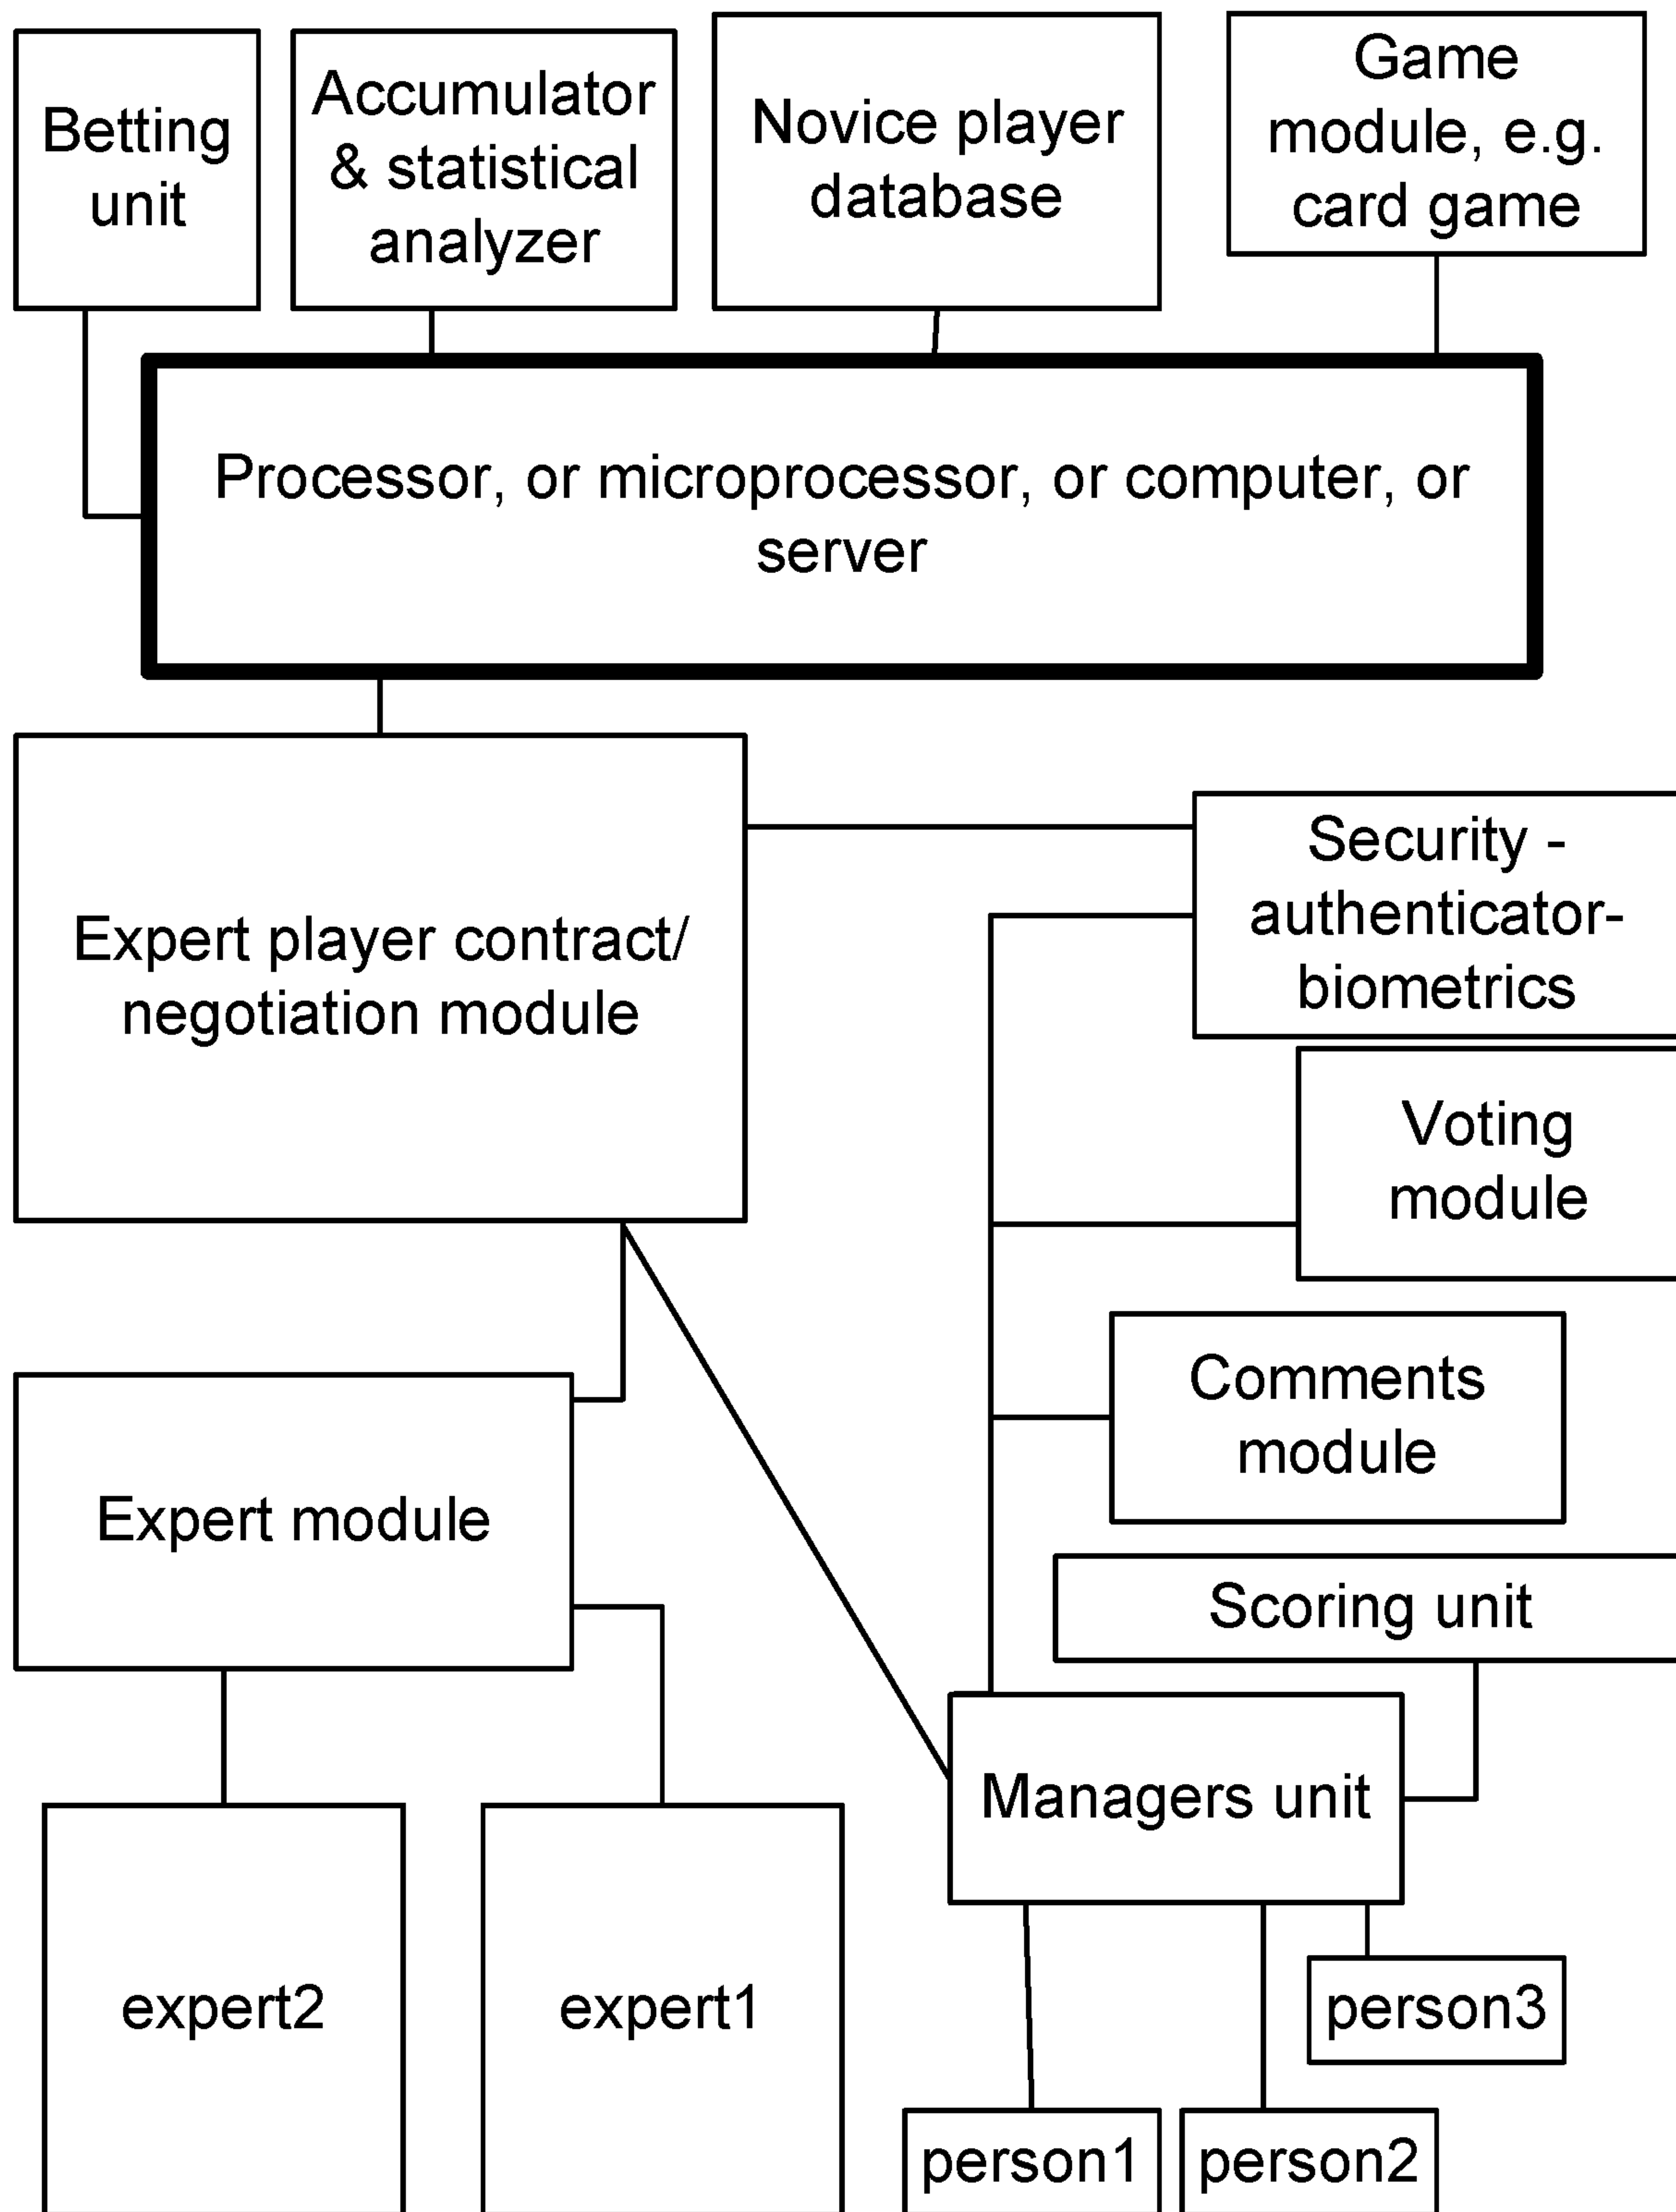 Betting
unit
Accumulator
& statistical
analyzer
Novice player
database
Game
module, e.g.
card game
Processor, or microprocessor, or computer, or
server
Expert player contract/
negotiation module
Security -
authenticator-
biometrics
Voting
module
Comments
module
Expert module
Scoring unit
Managers unit
expert2
expert1
person3
person1
person2